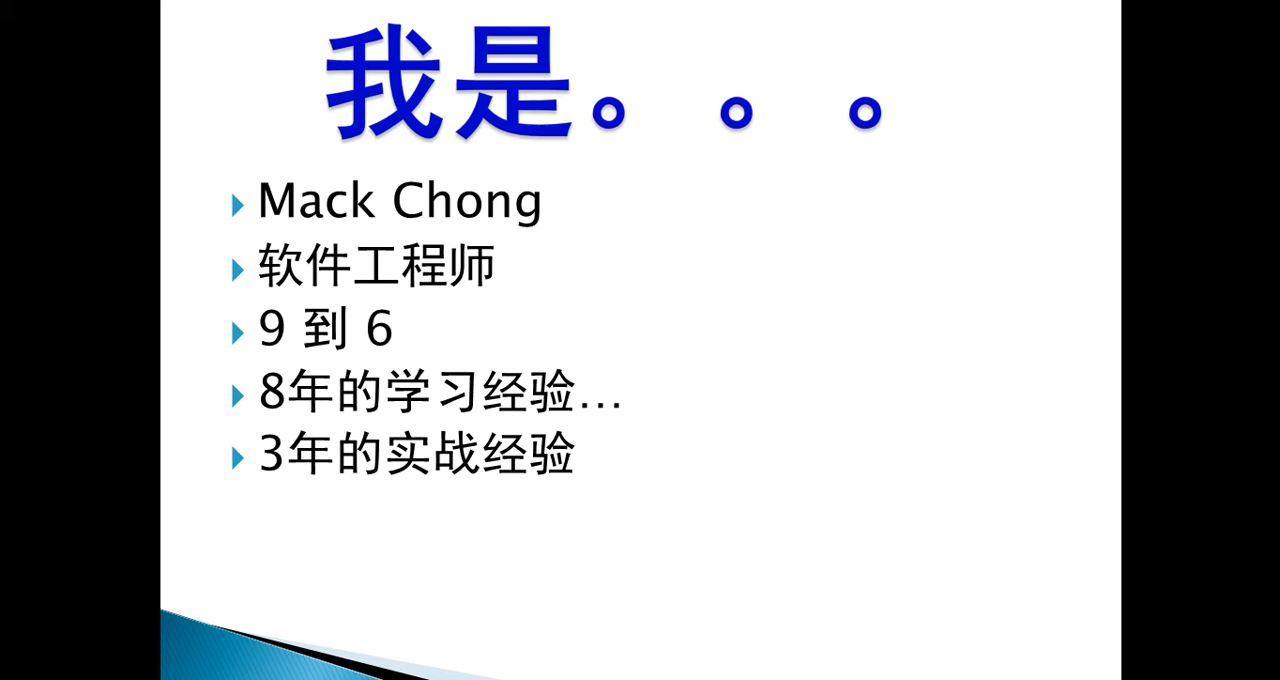 我是。。。
Mack Chong
软件工程师
9 到 6
8年的学习经验...
3年的实战经验